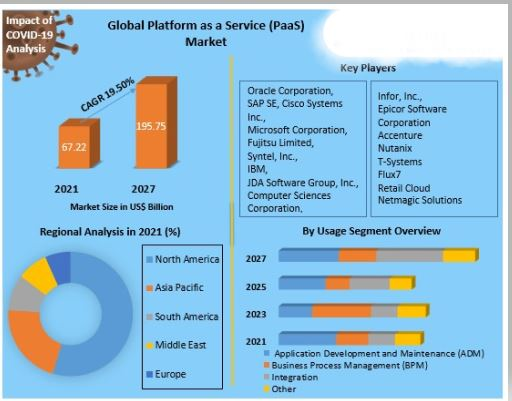 Impact of
COVID-19
Analysis
Global Platform as a Service (PaaS)
Market
CAGR 19.50%
67.22
195.75
2021
2027
Market Size in US$ Billion
Key Players
Oracle Corporation,
SAP SE, Cisco Systems
Inc.,
Microsoft Corporation,
Fujitsu Limited,
Syntel, Inc.,
IBM,
JDA Software Group, Inc.,
Computer Sciences
Corporation.
Infor, Inc.,
Epicor Software
Corporation
Accenture
Nutanix
T-Systems
Flux7
Retail Cloud
Netmagic Solutions
Regional Analysis in 2021 (%)
North America
Asia Pacific
South America
Middle East
Europe
By Usage Segment Overview
2027
2025
2023
2021
Application Development and Maintenance (ADM)
Business Process Management (BPM)
Integration
Other